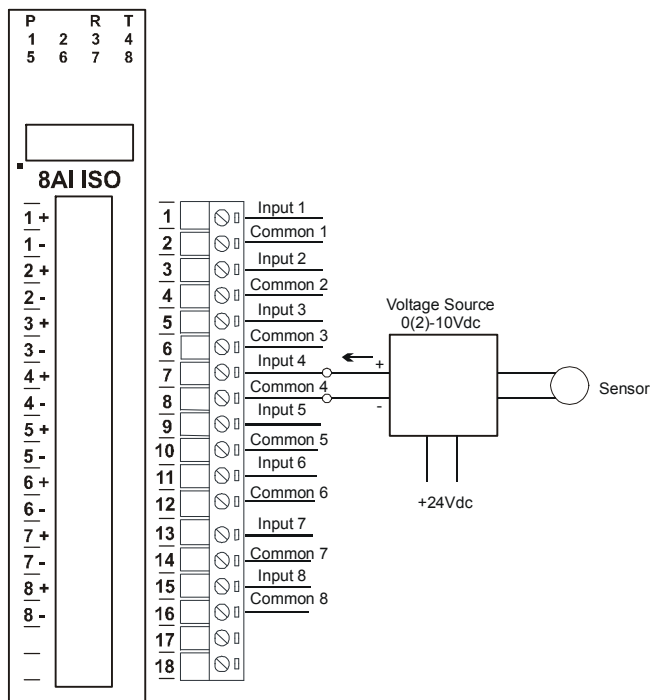 P R T
1 2 3 4
5 6 7 8
8AI ISO
1 +
1 -
2 +
2 -
3 +
3 -
4 +
4 -
5 +
5 -
6 +
6 -
7 +
7 -
8 +
8 -
1 Input 1
2 Common 1
3 Input 2
4 Common 2
5 Input 3
6 Common 3
7 Input 4
8 Common 4
9 Input 5
10 Common 5
11 Input 6
12 Common 6
13 Input 7
14 Common 7
15 Input 8
16 Common 8
17
18
Voltage Source
0(2)-10Vdc
+
-
Sensor
+24Vdc